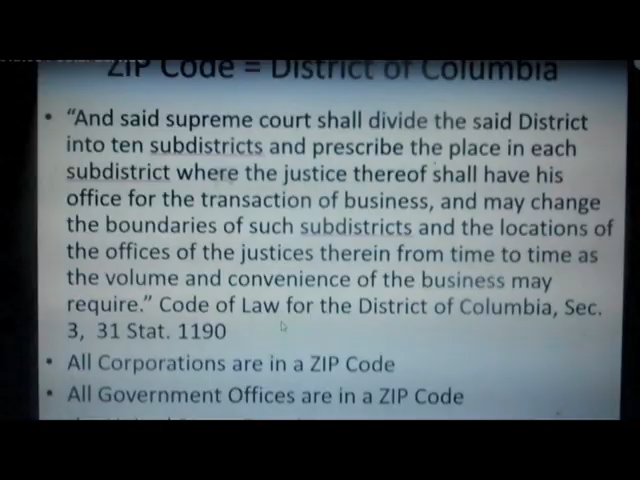 ZIP Code = District of Columbia
• "And said supreme court shall divide the said District
into ten subdistricts and prescribe the place in each
subdistrict where the justice thereof shall have his
office for the transaction of business, and may change
the boundaries of such subdistricts and the locations of
the offices of the justices therein from time to time as
the volume and convenience of the business may
require." Code of Law for the District of Columbia, Sec.
3, 31 Stat. 1190
• All Corporations are in a ZIP Code
• All Government Offices are in a ZIP Code